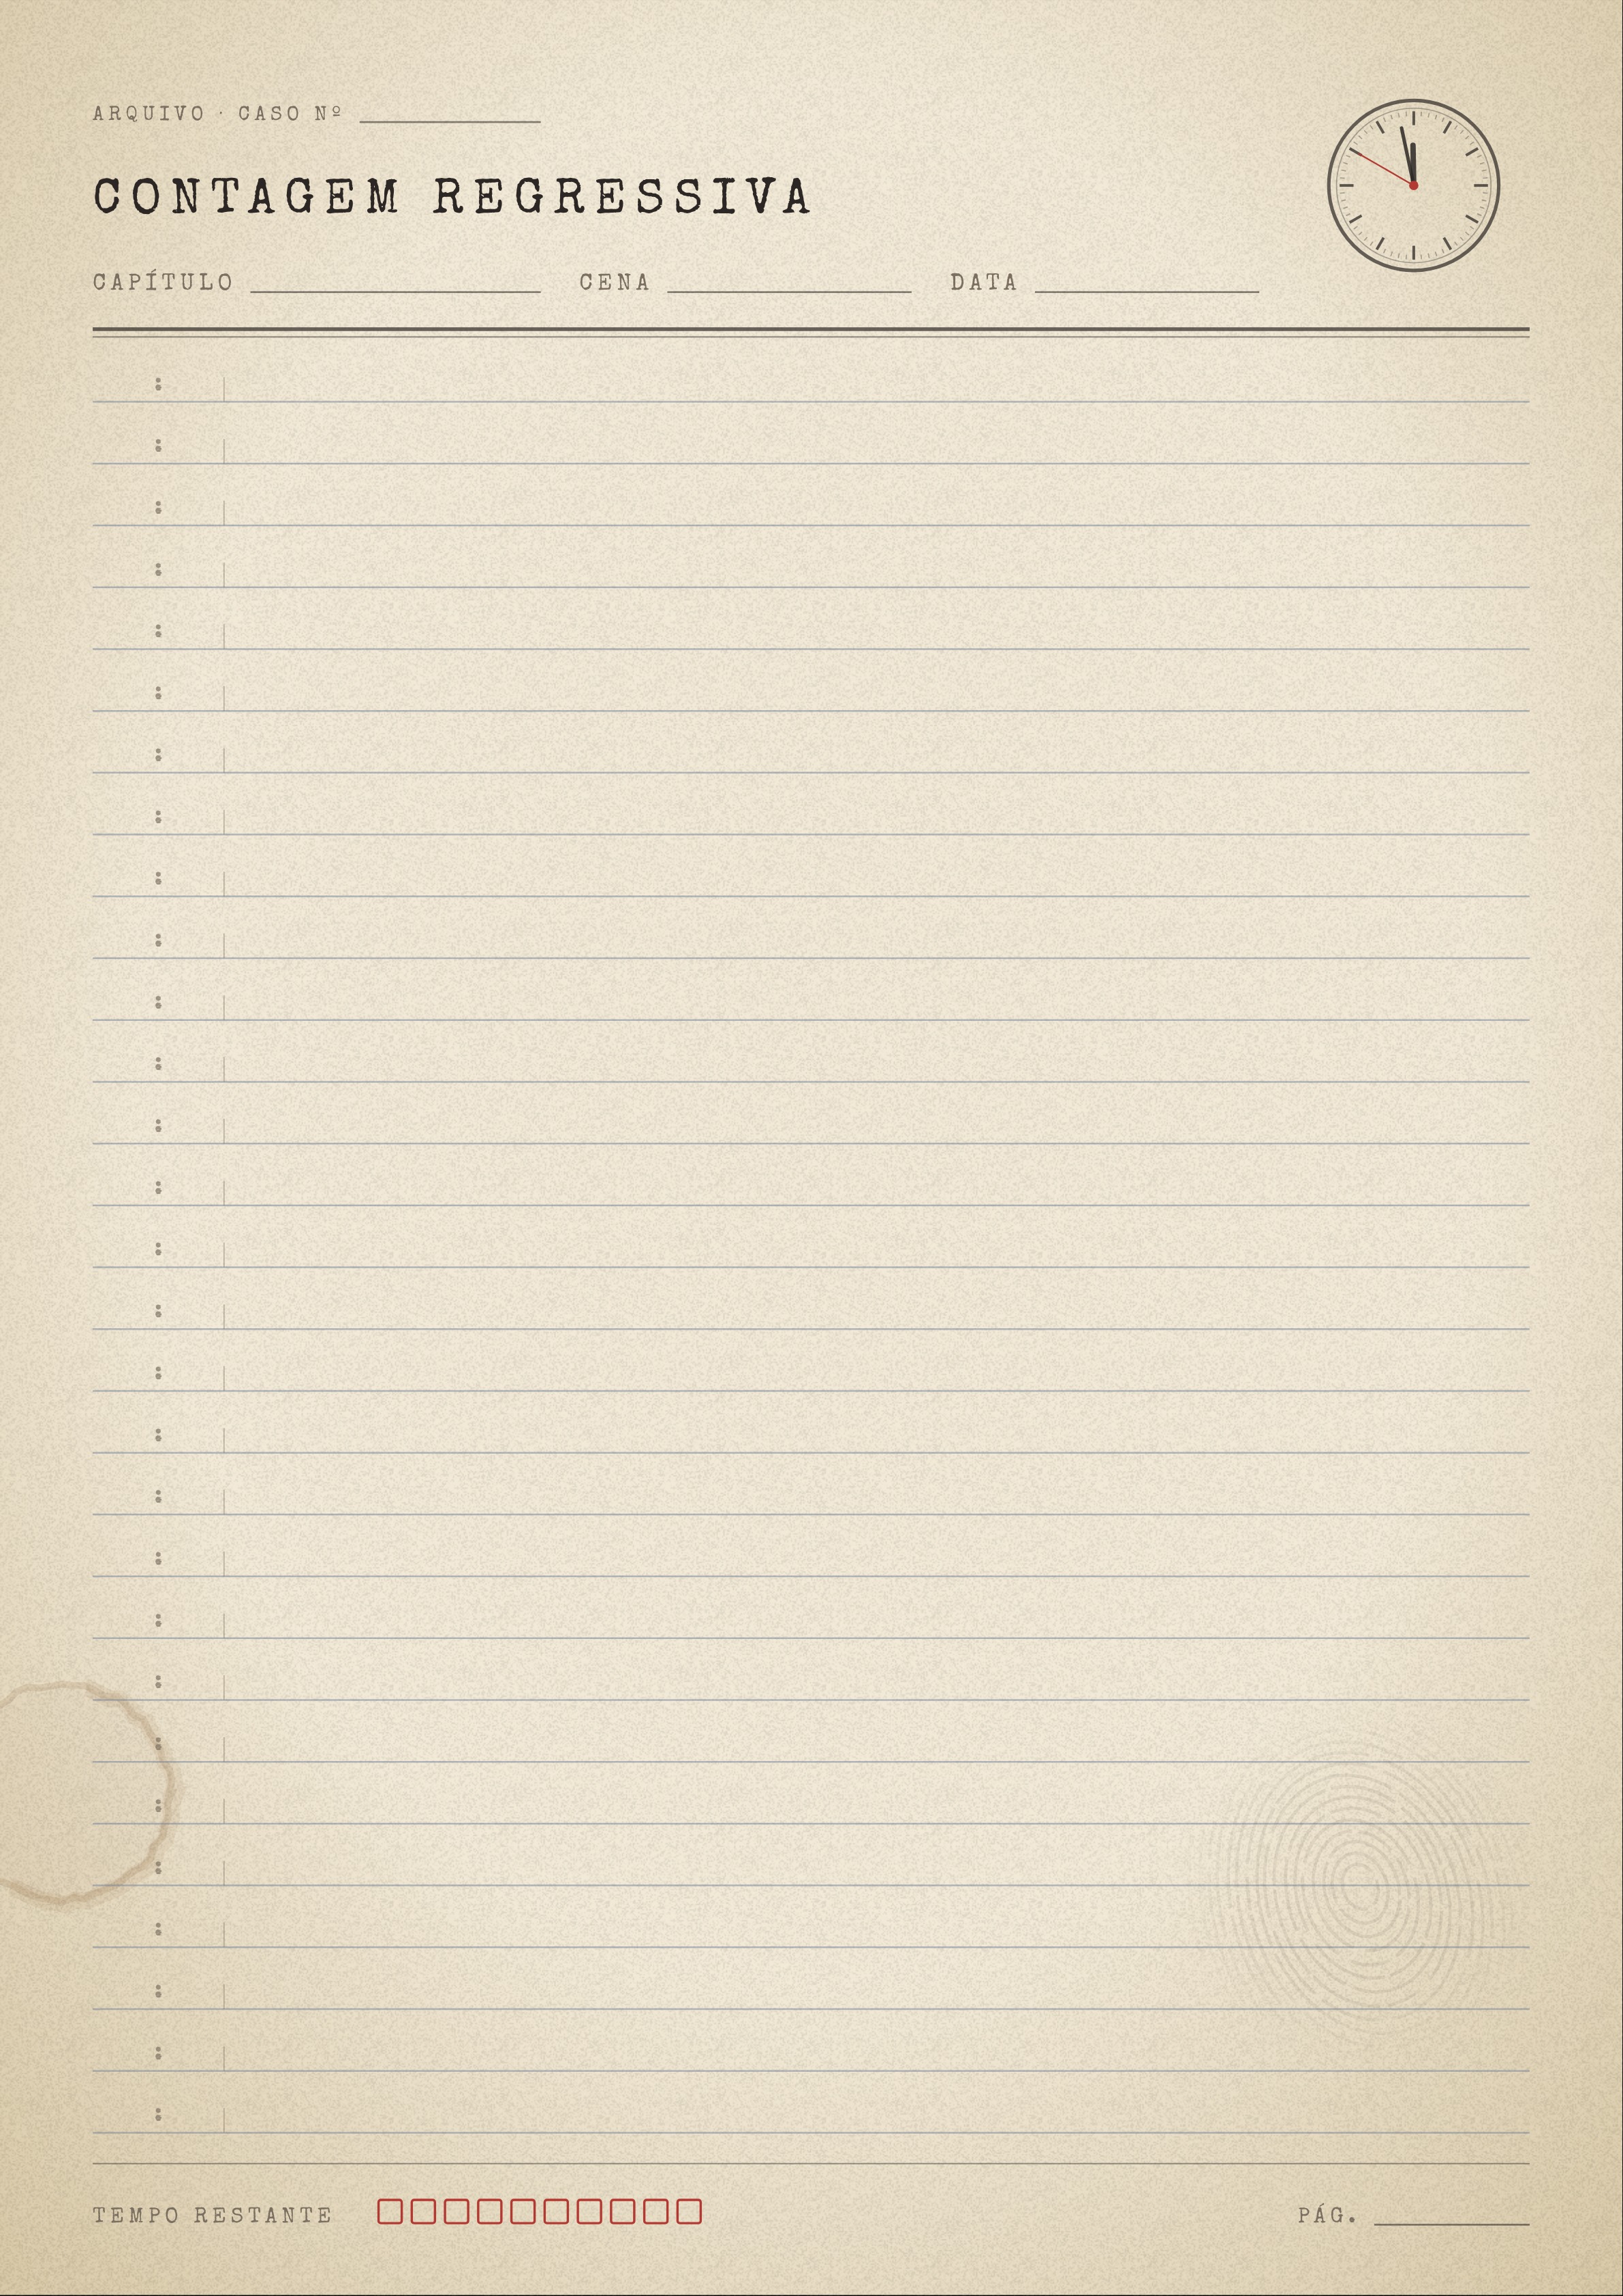 ARQUIVO · CASO Nº
CONTAGEM REGRESSIVA
CAPÍTULO CENA DATA
TEMPO RESTANTE PÁG.